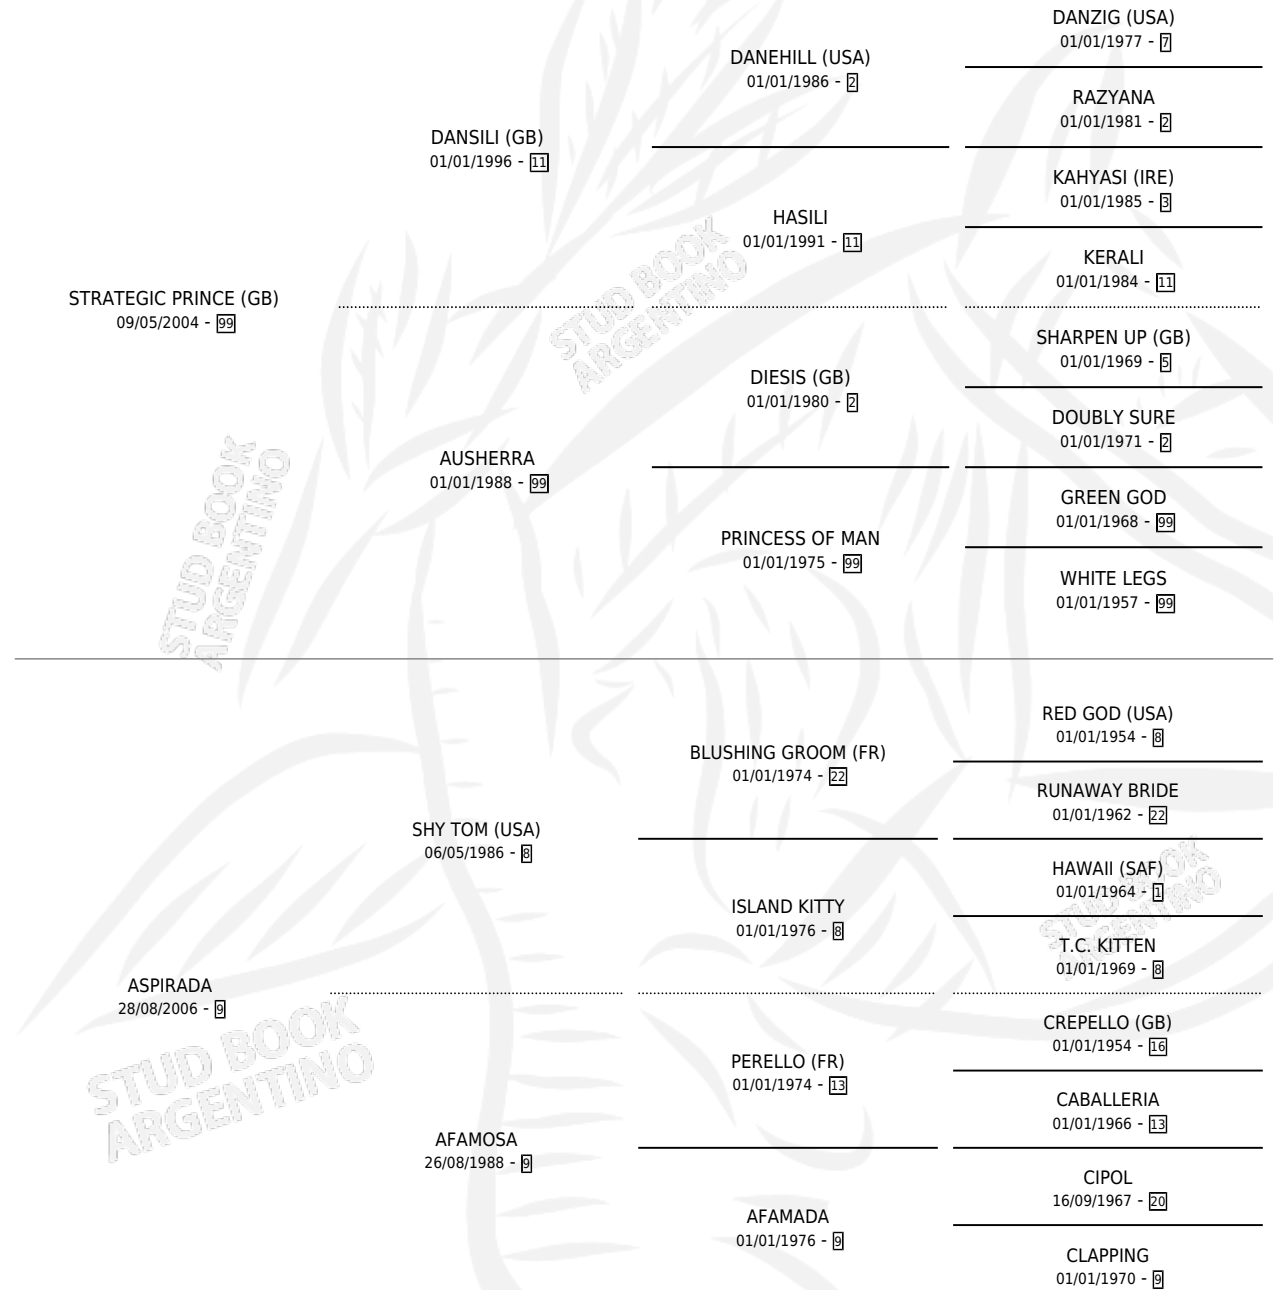 DANZIG (USA)
01/01/1977 - 7
DANEHILL (USA)
01/01/1986 - 2
RAZYANA
01/01/1981 - 2
DANSILI (GB)
01/01/1996 - 11
KAHYASI (IRE)
01/01/1985 - 3
HASILI
01/01/1991 - 11
KERALI
01/01/1984 - 11
STRATEGIC PRINCE (GB)
09/05/2004 - 99
SHARPEN UP (GB)
01/01/1969 - 5
DIESIS (GB)
01/01/1980 - 2
DOUBLY SURE
01/01/1971 - 2
AUSHERRA
01/01/1988 - 99
GREEN GOD
01/01/1968 - 99
PRINCESS OF MAN
01/01/1975 - 99
WHITE LEGS
01/01/1957 - 99
RED GOD (USA)
01/01/1954 - 8
BLUSHING GROOM (FR)
01/01/1974 - 22
RUNAWAY BRIDE
01/01/1962 - 22
SHY TOM (USA)
06/05/1986 - 8
HAWAII (SAF)
01/01/1964 - 1
ISLAND KITTY
01/01/1976 - 8
T.C. KITTEN
01/01/1969 - 8
ASPIRADA
28/08/2006 - 9
CREPELLO (GB)
01/01/1954 - 16
PERELLO (FR)
01/01/1974 - 13
CABALLERIA
01/01/1966 - 13
AFAMOSA
26/08/1988 - 9
CIPOL
16/09/1967 - 20
AFAMADA
01/01/1976 - 9
CLAPPING
01/01/1970 - 9
STUD BOOK
ARGENTINO
STUD BOOK
ARGENTINO
STUD BOOK
ARGENTINO
STUD BOOK
ARGENTINO